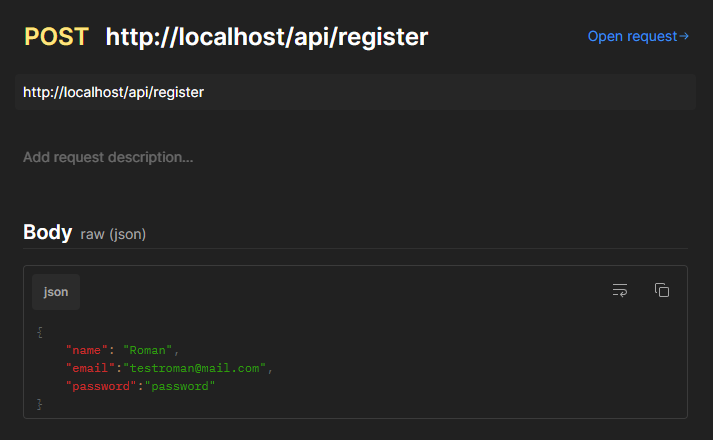 POST http://localhost/api/register Open request→
http://localhost/api/register
Add request description...
Body raw (json)
json
{
    "name": "Roman",
    "email":"testroman@mail.com",
    "password":"password"
}